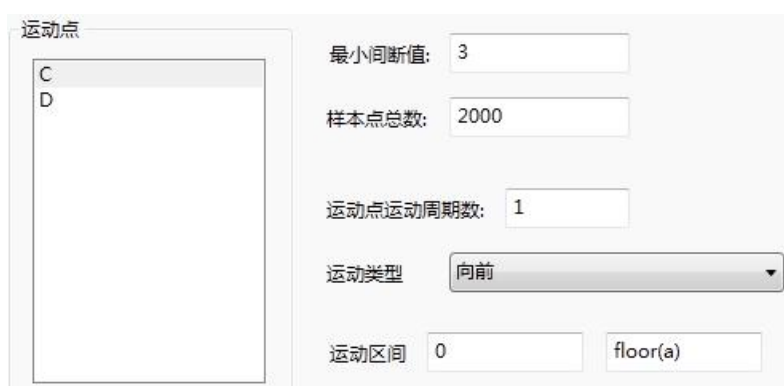 运动点
C
D
最小间断值: 3
样本点总数: 2000
运动点运动周期数: 1
运动类型 向前
运动区间 0 floor(a)